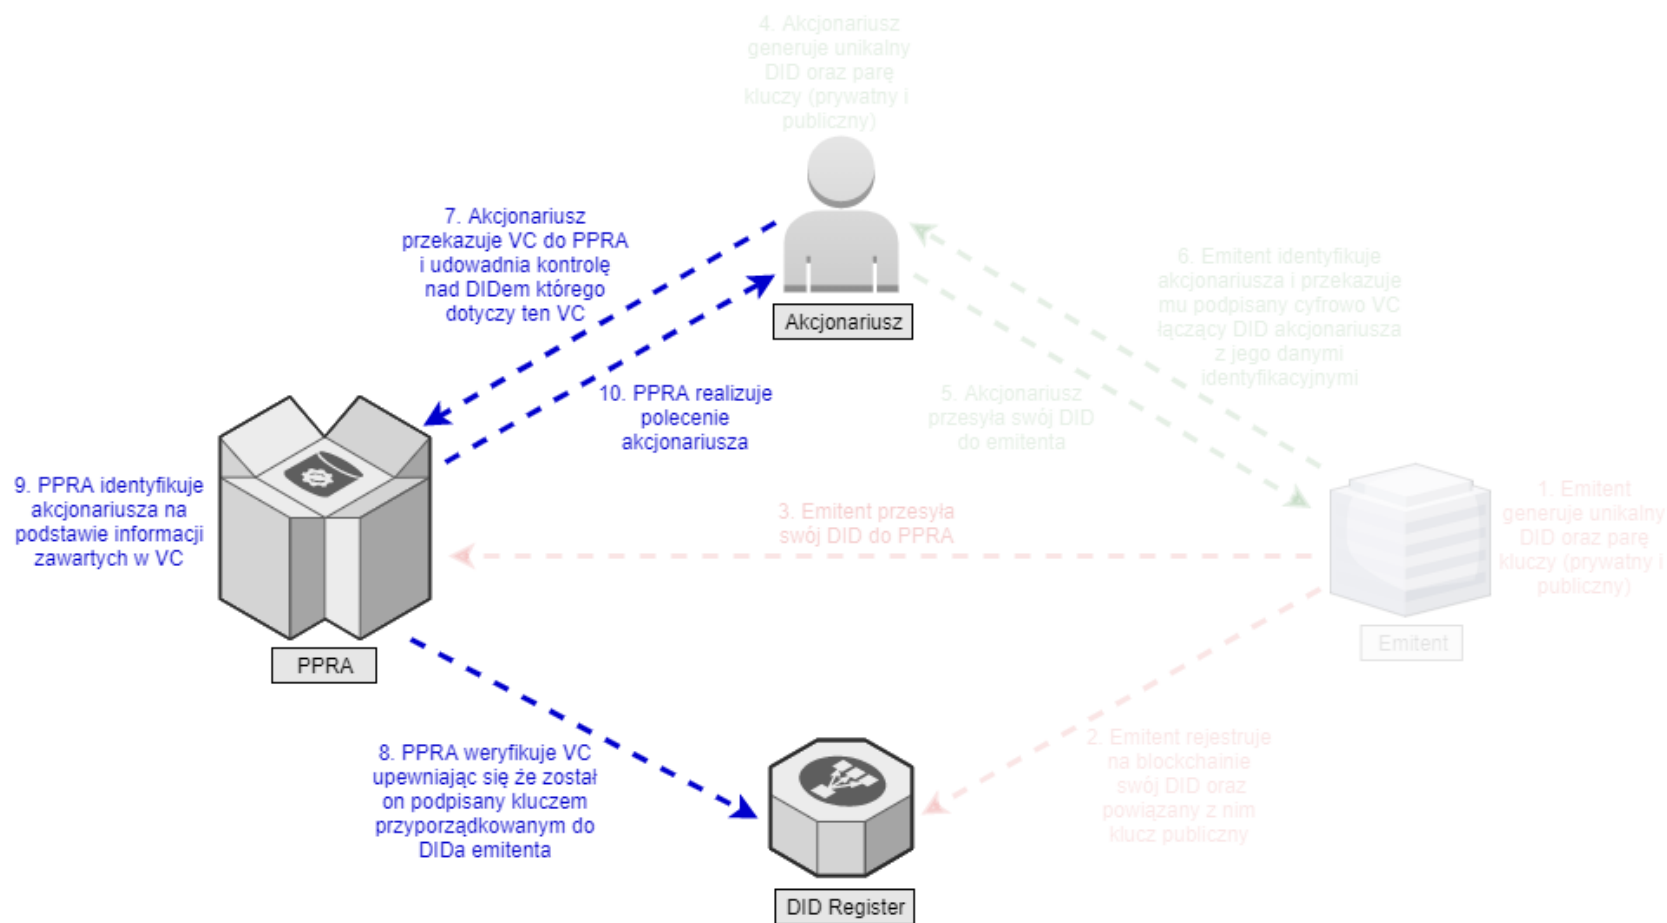 4. Akcjonariusz
generuje unikalny
DID oraz parę
kluczy (prywatny i
publiczny)
7. Akcjonariusz
przekazuje VC do PPRA
i udowadnia kontrolę
nad DIDem którego
dotyczy ten VC
6. Emitent identyfikuje
akcjonariusza i przekazuje
mu podpisany cyfrowo VC
łączący DID akcjonariusza
z jego danymi
identyfikacyjnymi
Akcjonariusz
10. PPRA realizuje
polecenie
akcjonariusza
5. Akcjonariusz
przesyła swój DID
do emitenta
9. PPRA identyfikuje
akcjonariusza na
podstawie informacji
zawartych w VC
3. Emitent przesyła
swój DID do PPRA
1. Emitent
generuje unikalny
DID oraz parę
kluczy (prywatny i
publiczny)
PPRA
Emitent
8. PPRA weryfikuje VC
upewniając się że został
on podpisany kluczem
przyporządkowanym do
DIDa emitenta
2. Emitent rejestruje
na blockchainie
swój DID oraz
powiązany z nim
klucz publiczny
DID Register